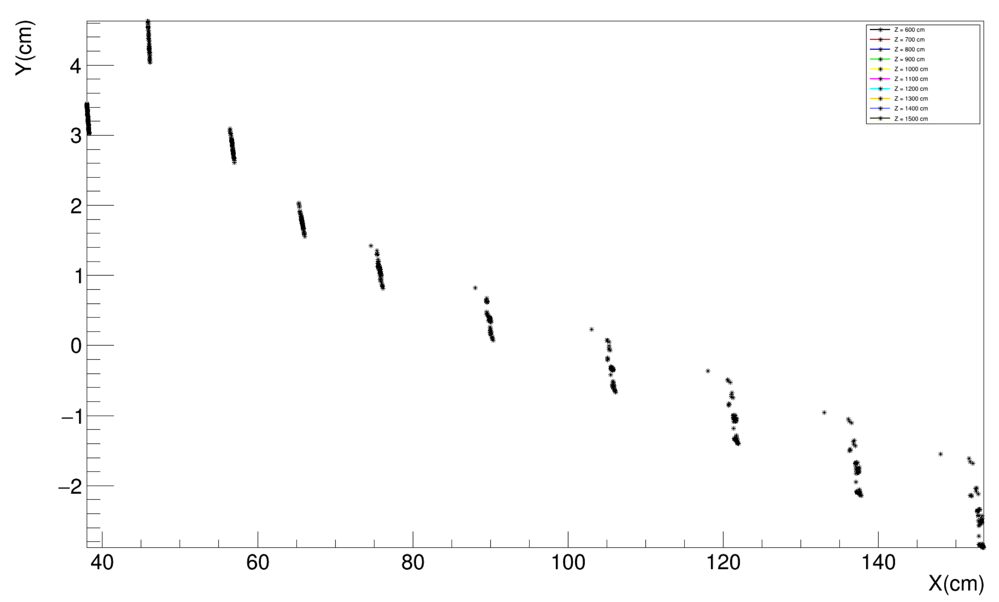 Y(cm)
Z = 600 cm
Z = 700 cm
Z = 800 cm
Z = 900 cm
Z = 1000 cm
Z = 1100 cm
Z = 1200 cm
Z = 1300 cm
Z = 1400 cm
Z = 1500 cm
4
3
2
1
0
−1
−2
40 60 80 100 120 140
X(cm)